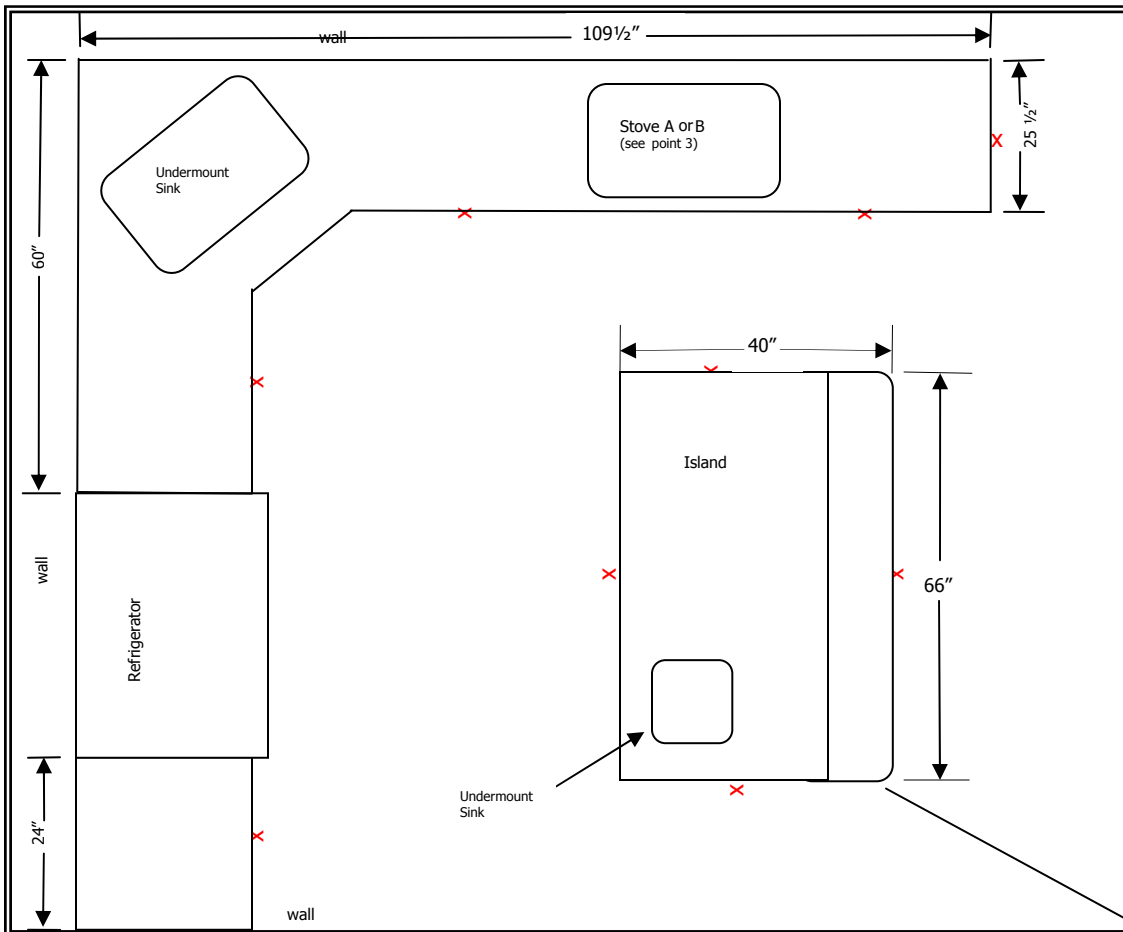 wall
109½”
Stove A or B
(see point 3)
25 ½”
x
Undermount
Sink
x
x
60”
x
40”
x
Island
66”
x
x
wall
Refrigerator
Undermount
Sink
x
24”
x
wall